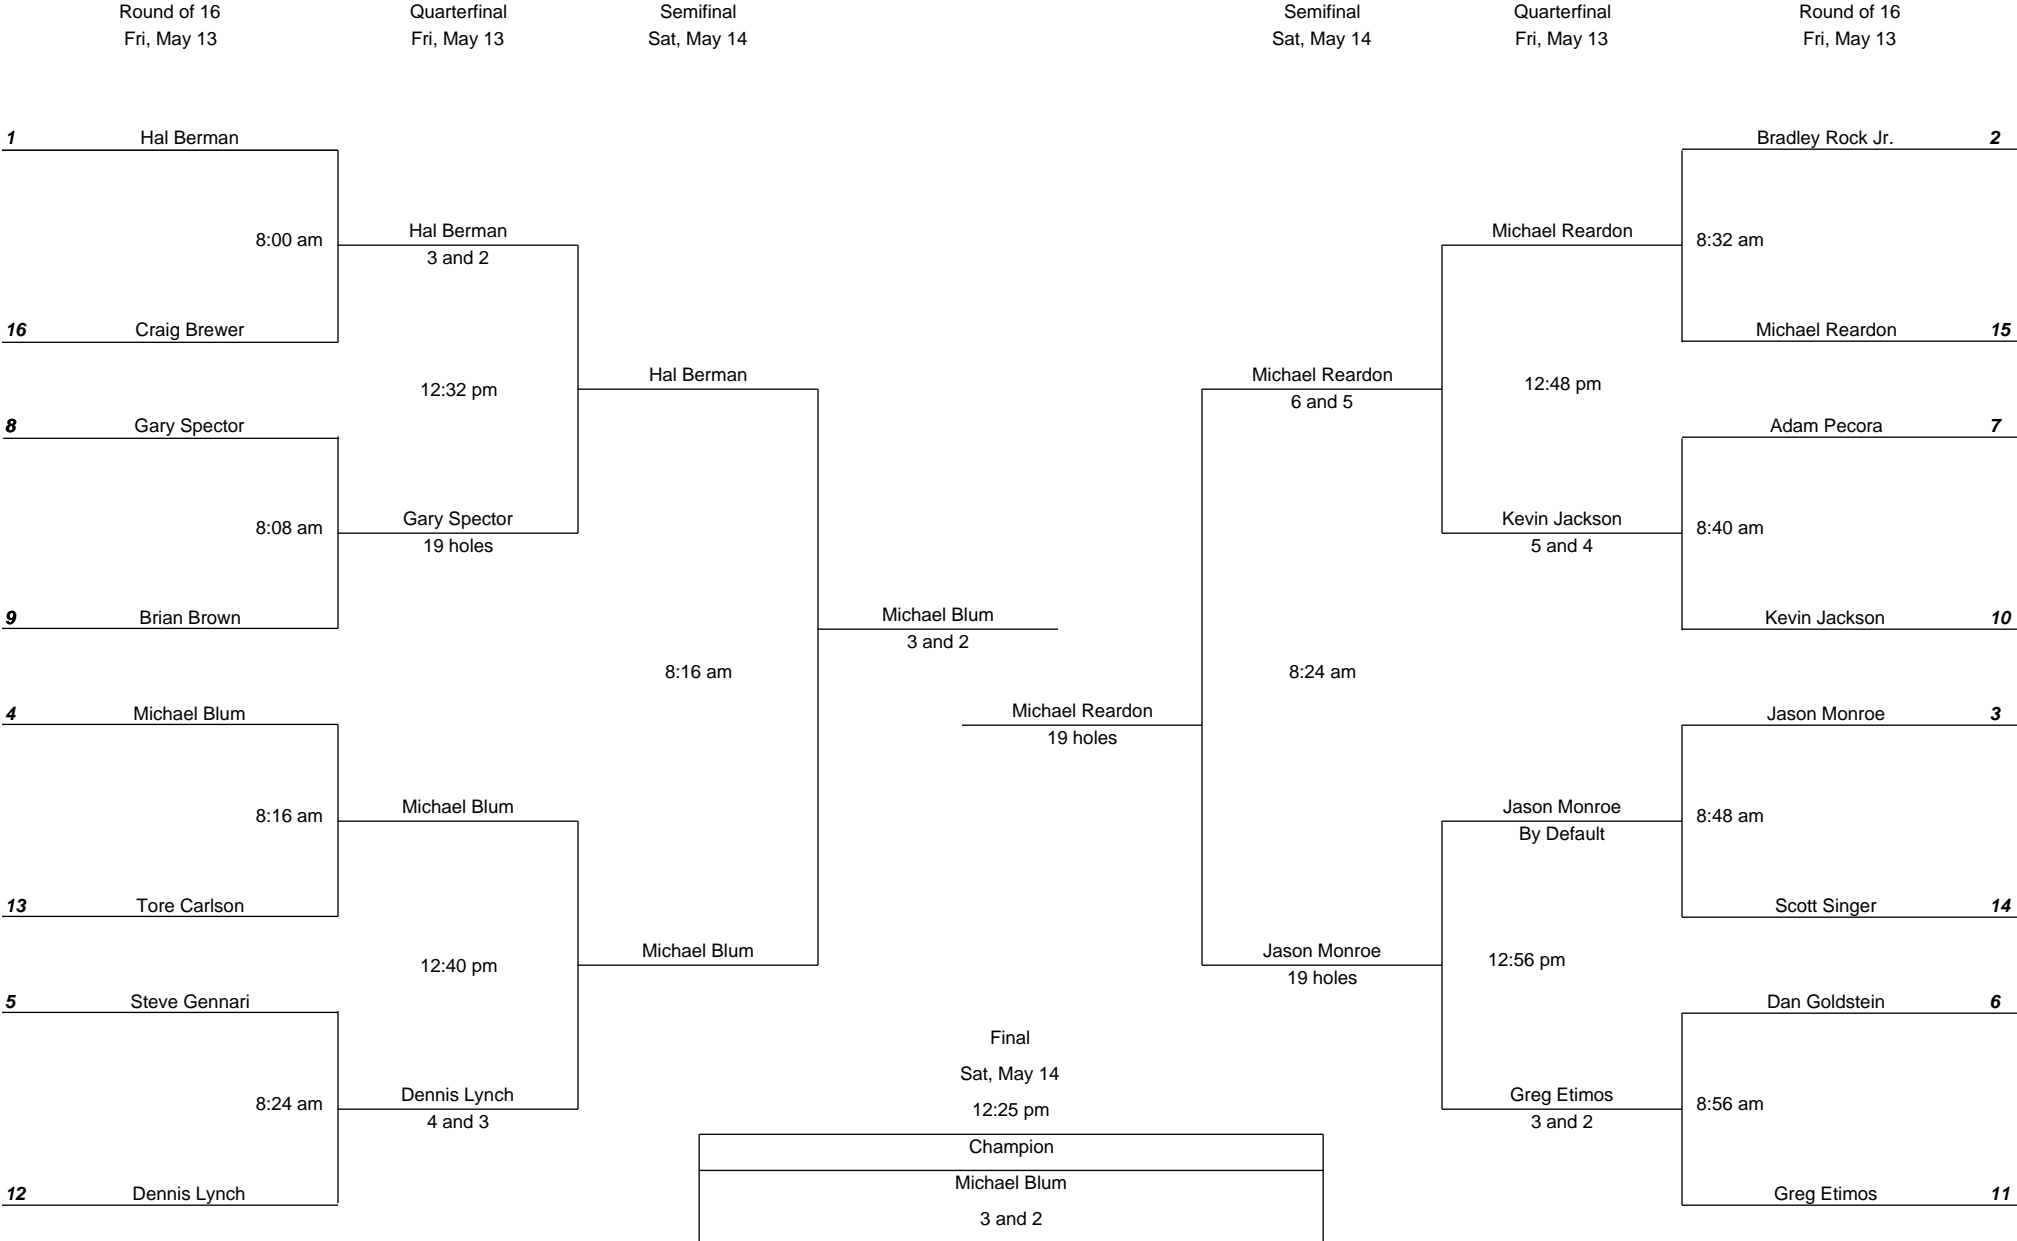 Round of 16
Fri, May 13
Quarterfinal
Fri, May 13
Semifinal
Sat, May 14
Semifinal
Sat, May 14
Quarterfinal
Fri, May 13
Round of 16
Fri, May 13
1 Hal Berman
8:00 am
16 Craig Brewer
8 Gary Spector
8:08 am
9 Brian Brown
4 Michael Blum
8:16 am
13 Tore Carlson
5 Steve Gennari
8:24 am
12 Dennis Lynch
Hal Berman
3 and 2
12:32 pm
Gary Spector
19 holes
Michael Blum
12:40 pm
Dennis Lynch
4 and 3
Hal Berman
8:16 am
Michael Blum
Michael Blum
3 and 2
Michael Reardon
19 holes
Michael Reardon
6 and 5
8:24 am
Jason Monroe
19 holes
Michael Reardon
12:48 pm
Kevin Jackson
5 and 4
Jason Monroe
By Default
12:56 pm
Greg Etimos
3 and 2
Bradley Rock Jr. 2
8:32 am
Michael Reardon 15
Adam Pecora 7
8:40 am
Kevin Jackson 10
Jason Monroe 3
8:48 am
Scott Singer 14
Dan Goldstein 6
8:56 am
Greg Etimos 11
Final
Sat, May 14
12:25 pm
Champion
Michael Blum
3 and 2